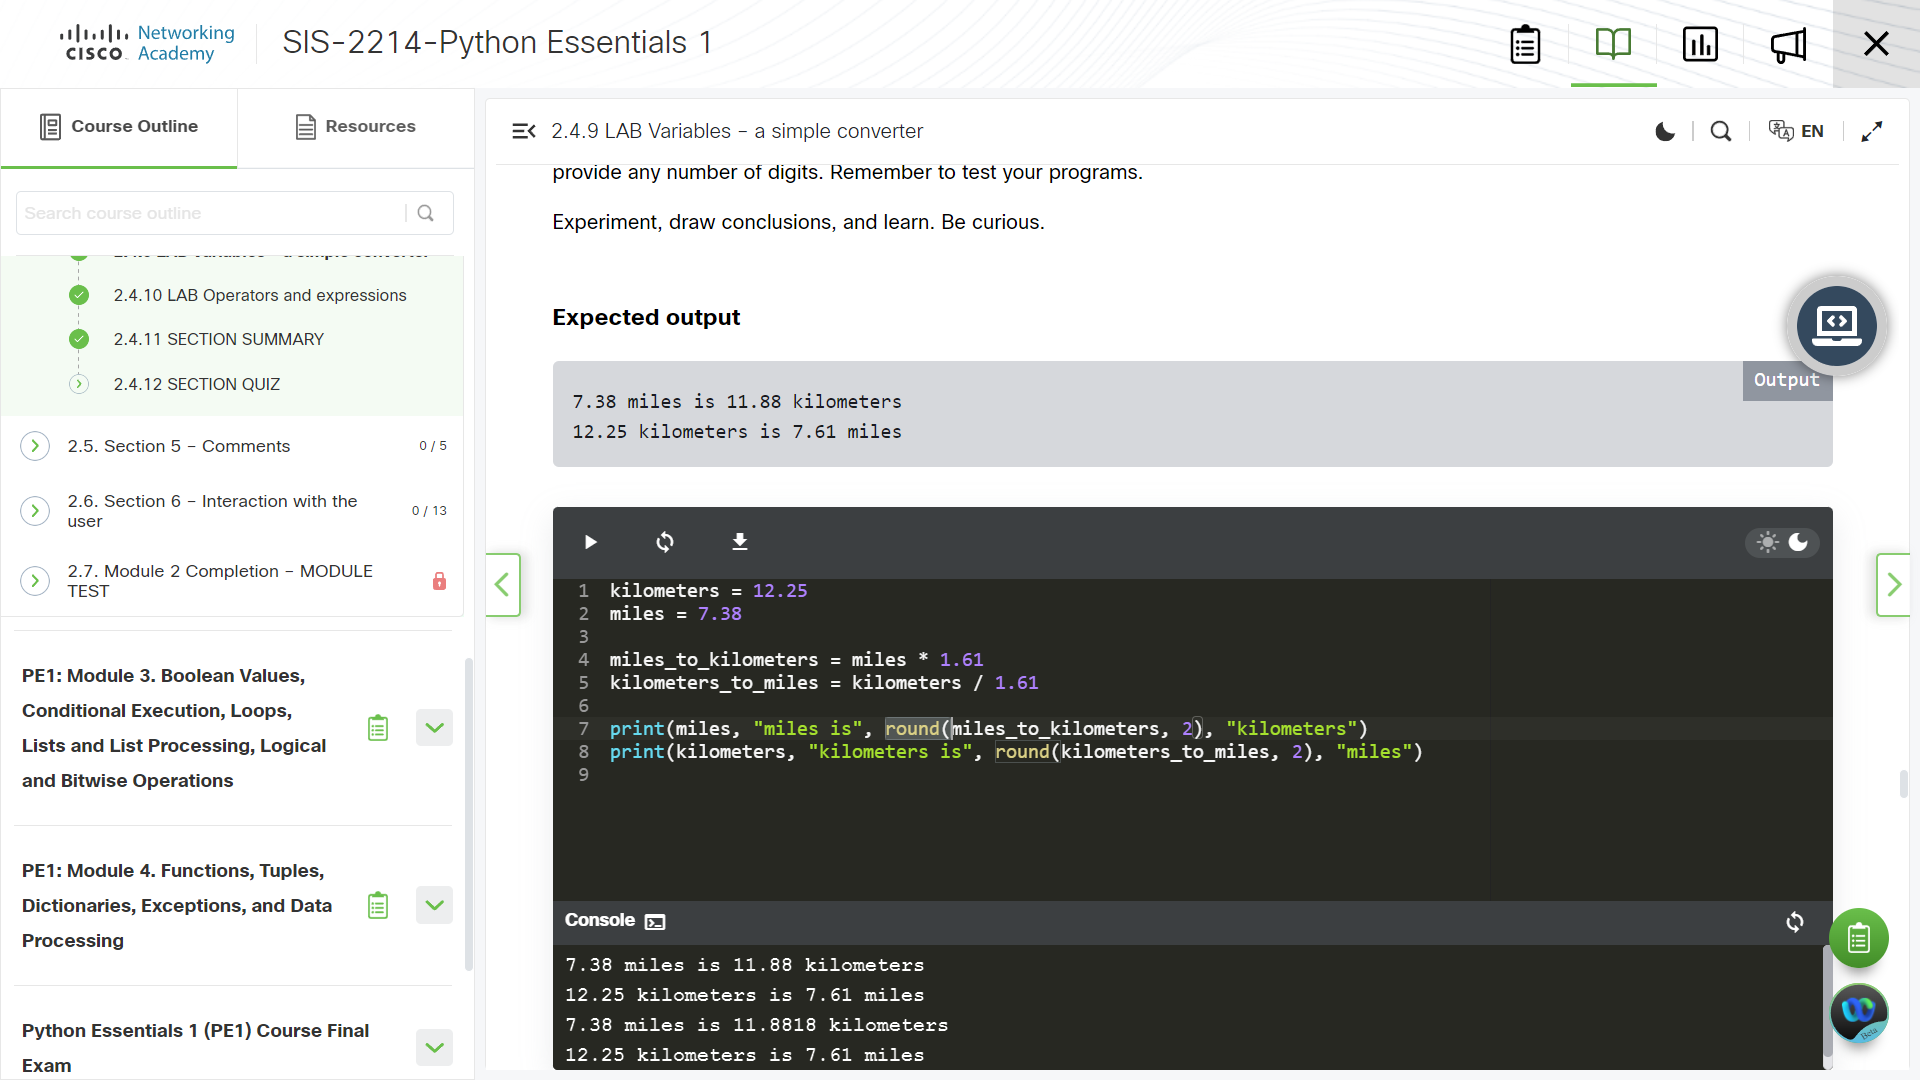 CISCO Networking Academy
SIS-2214-Python Essentials 1
Course Outline
Resources
Search course outline
2.4.9 LAB Variables – a simple converter
2.4.10 LAB Operators and expressions
2.4.11 SECTION SUMMARY
2.4.12 SECTION QUIZ
2.5. Section 5 – Comments
0 / 5
2.6. Section 6 – Interaction with the
user
0 / 13
2.7. Module 2 Completion – MODULE
TEST
PE1: Module 3. Boolean Values,
Conditional Execution, Loops,
Lists and List Processing, Logical
and Bitwise Operations
PE1: Module 4. Functions, Tuples,
Dictionaries, Exceptions, and Data
Processing
Python Essentials 1 (PE1) Course Final
Exam
2.4.9 LAB Variables – a simple converter
EN
provide any number of digits. Remember to test your programs.
Experiment, draw conclusions, and learn. Be curious.
Expected output
Output
7.38 miles is 11.88 kilometers
12.25 kilometers is 7.61 miles
1 kilometers = 12.25
2 miles = 7.38
3
4 miles_to_kilometers = miles * 1.61
5 kilometers_to_miles = kilometers / 1.61
6
7 print(miles, "miles is", round(miles_to_kilometers, 2), "kilometers")
8 print(kilometers, "kilometers is", round(kilometers_to_miles, 2), "miles")
9
Console
7.38 miles is 11.88 kilometers
12.25 kilometers is 7.61 miles
7.38 miles is 11.8818 kilometers
12.25 kilometers is 7.61 miles
Beta